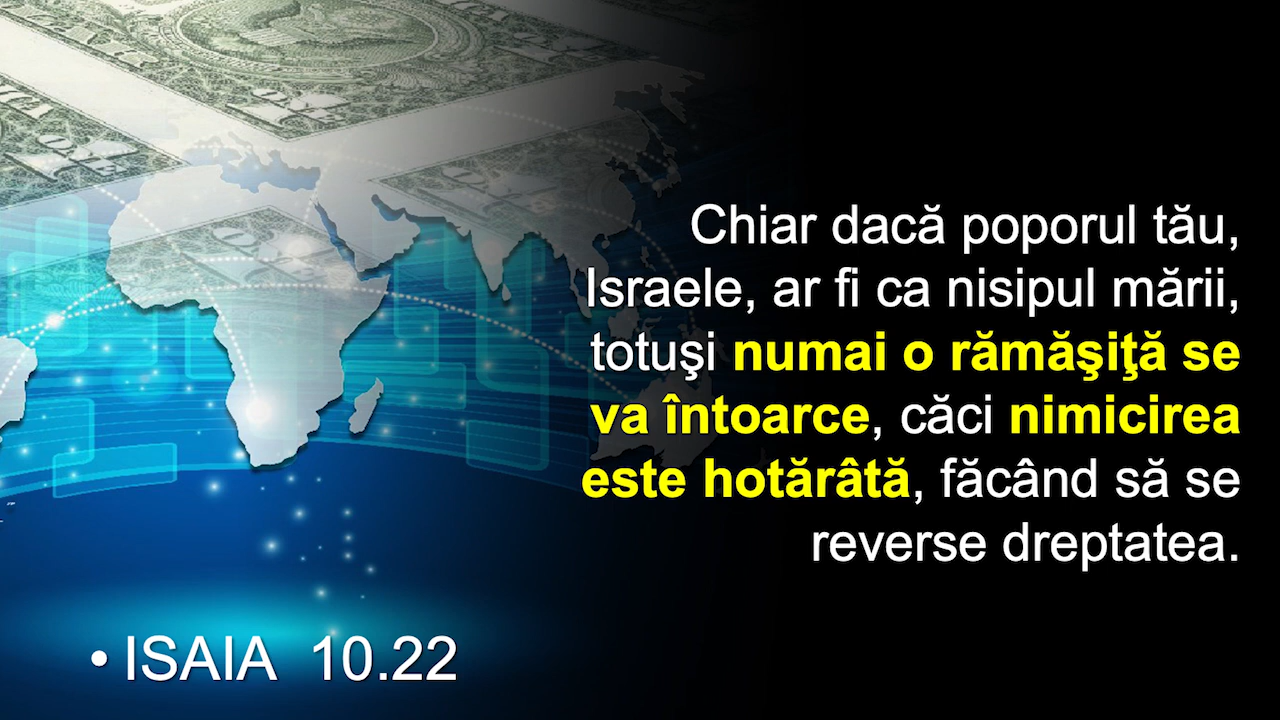 Chiar dacă poporul tău,
Israele, ar fi ca nisipul mării,
totuşi numai o rămăşiţă se
va întoarce, căci nimicirea
este hotărâtă, făcând să se
reverse dreptatea.
• ISAIA 10.22